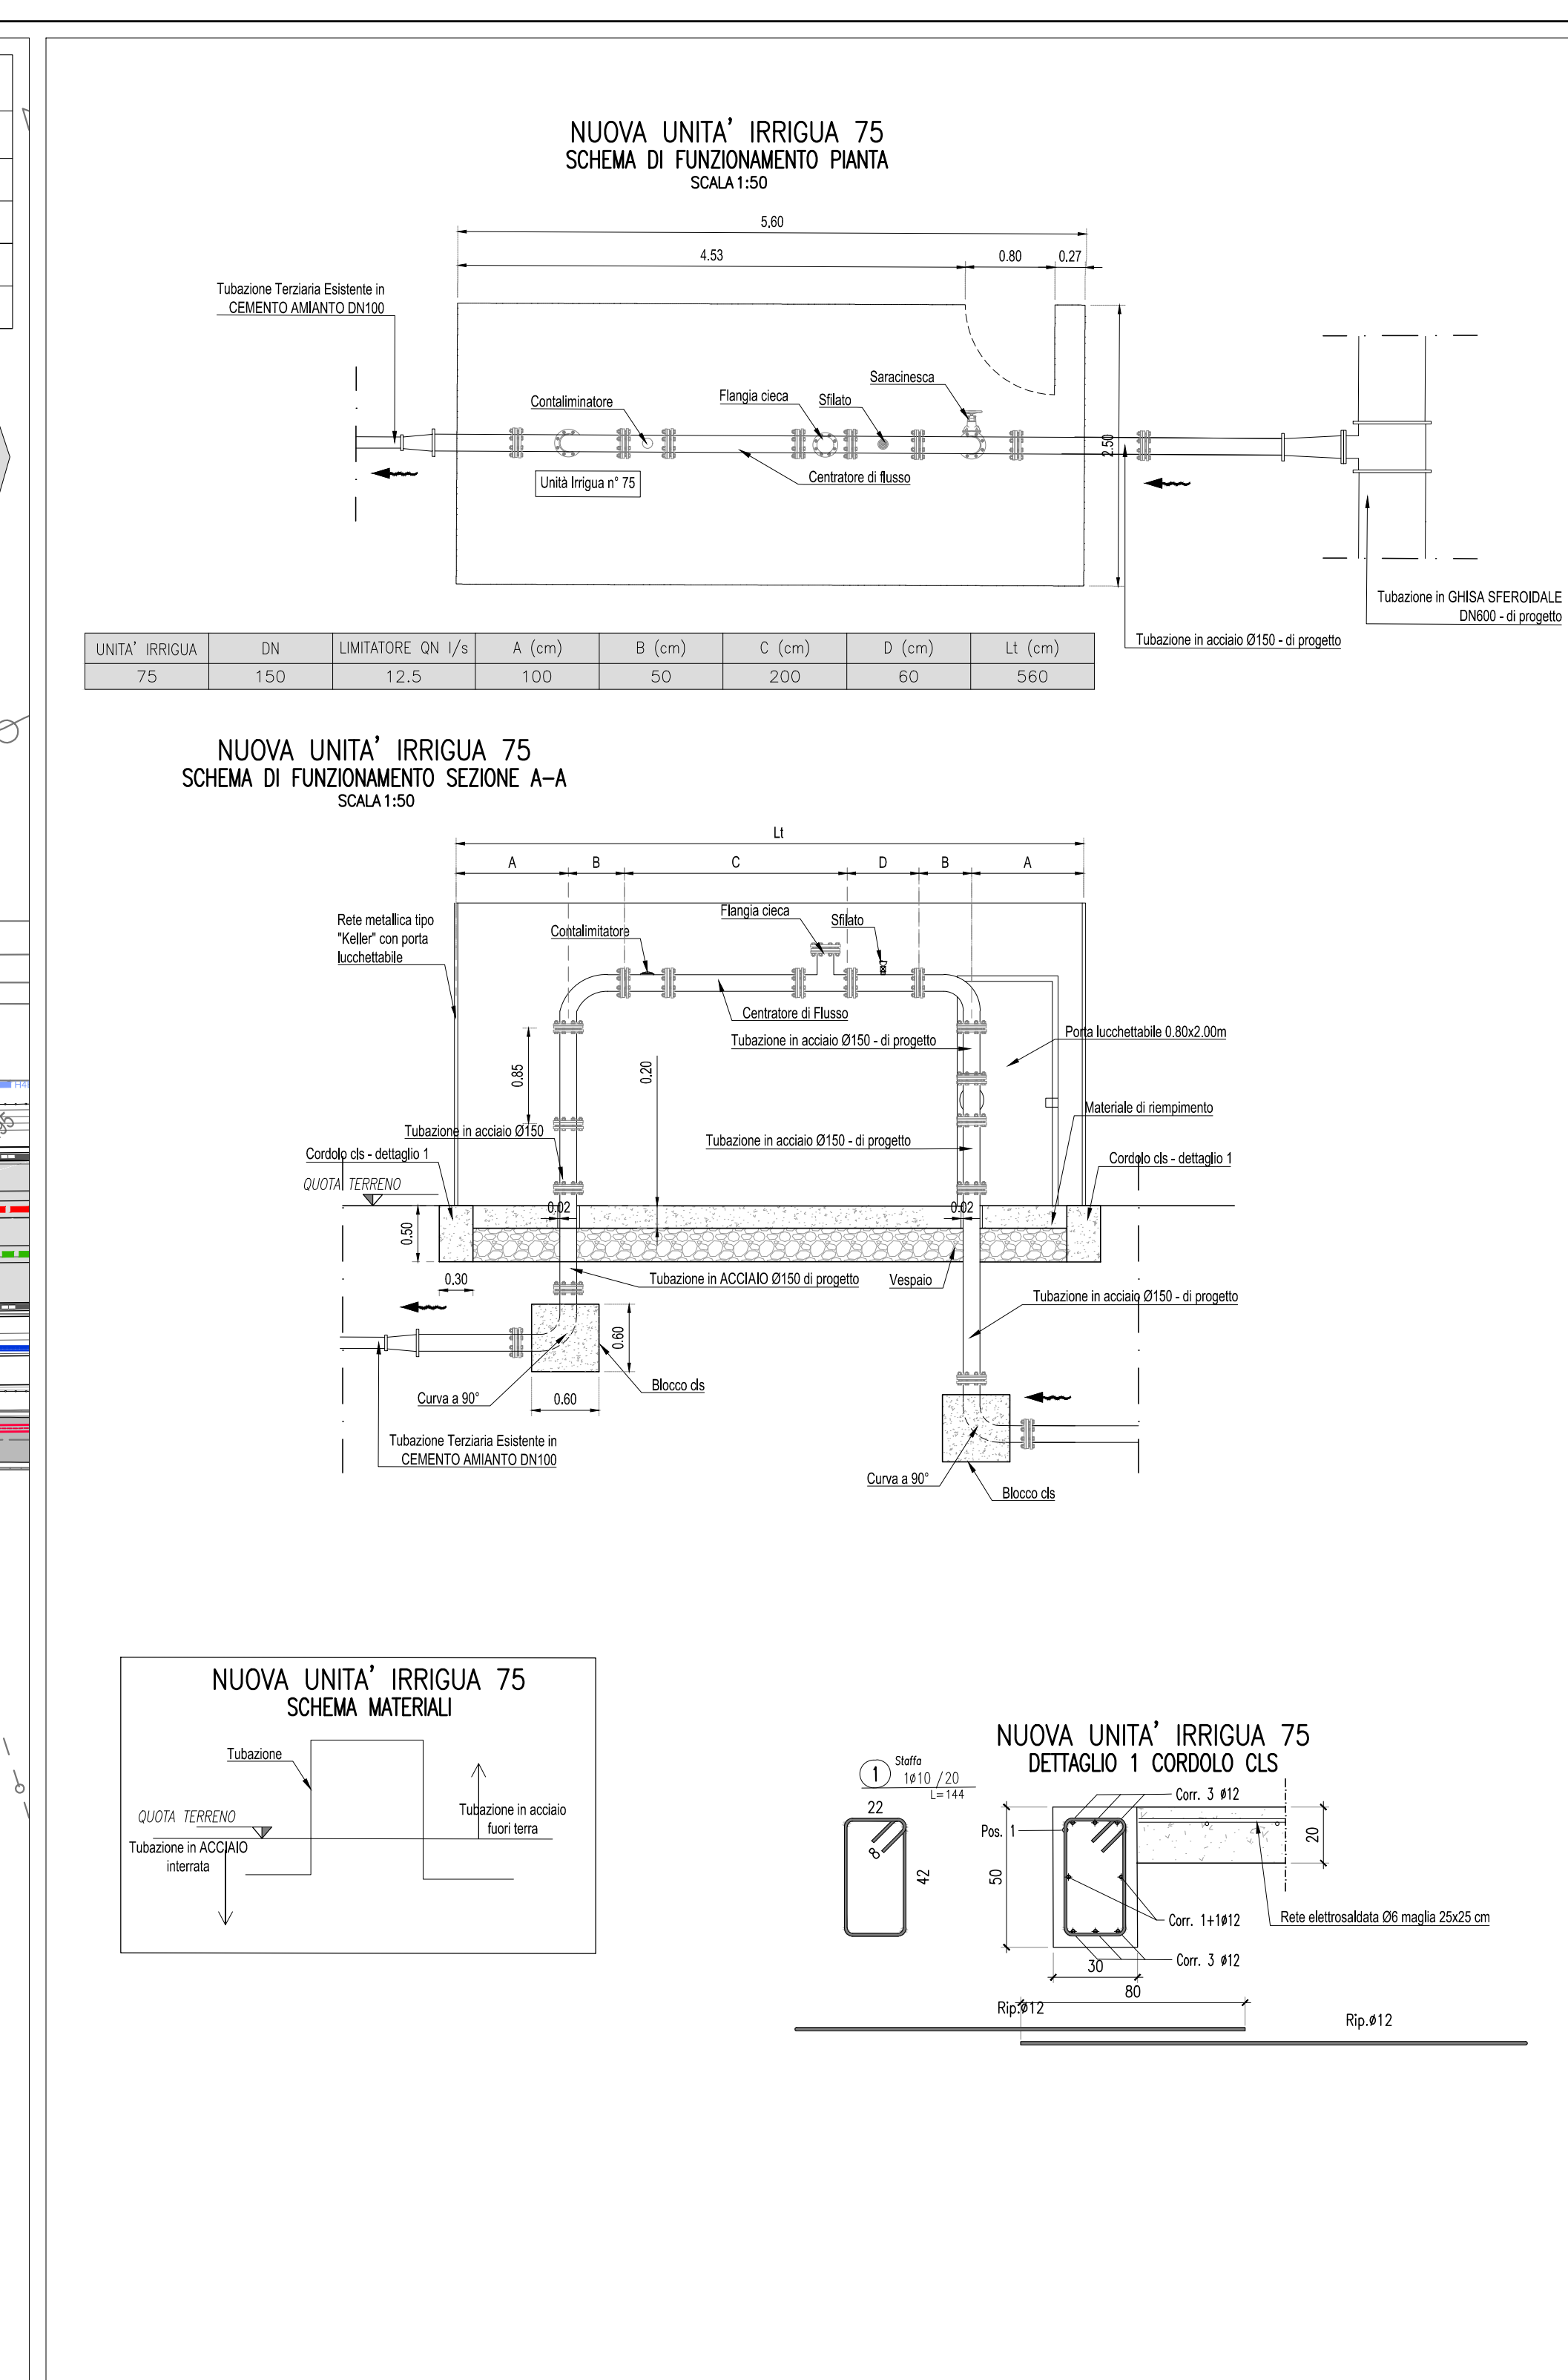 NUOVA UNITA' IRRIGUA 75
SCHEMA DI FUNZIONAMENTO PIANTA
SCALA 1:50
5.60
4.53
0.80
0.27
Tubazione Terziaria Esistente in
CEMENTO AMIANTO DN100
Saracinesca
Contaliminatore
Flangia cieca
Sfilato
2.50
Unità Irrigua n° 75
Centratore di flusso
Tubazione in GHISA SFEROIDALE
DN600 - di progetto
Tubazione in acciaio Ø150 - di progetto
UNITA' IRRIGUA DN LIMITATORE QN l/s A (cm) B (cm) C (cm) D (cm) Lt (cm)
75 150 12.5 100 50 200 60 560
NUOVA UNITA' IRRIGUA 75
SCHEMA DI FUNZIONAMENTO SEZIONE A-A
SCALA 1:50
Lt
A B C D B A
Rete metallica tipo
"Keller" con porta
lucchettabile
Flangia cieca
Sfilato
Contalimitatore
Centratore di Flusso
Tubazione in acciaio Ø150 - di progetto
Porta lucchettabile 0.80x2.00m
0.85
0.20
Materiale di riempimento
Tubazione in acciaio Ø150
Tubazione in acciaio Ø150 - di progetto
Cordolo cls - dettaglio 1
Cordolo cls - dettaglio 1
QUOTA TERRENO
0.02
0.02
0.50
0.30
Tubazione in ACCIAIO Ø150 di progetto
Vespaio
Tubazione in acciaio Ø150 - di progetto
0.60
Blocco cls
Curva a 90°
0.60
Tubazione Terziaria Esistente in
CEMENTO AMIANTO DN100
Curva a 90°
Blocco cls
NUOVA UNITA' IRRIGUA 75
SCHEMA MATERIALI
Tubazione
QUOTA TERRENO
Tubazione in acciaio
fuori terra
Tubazione in ACCIAIO
interrata
NUOVA UNITA' IRRIGUA 75
DETTAGLIO 1 CORDOLO CLS
1
Staffa
1ø10 /20
L=144
22
8
42
Corr. 3 ø12
Pos. 1
50
20
Corr. 1+1ø12
Rete elettrosaldata Ø6 maglia 25x25 cm
Corr. 3 ø12
30
80
Rip.ø12
Rip.ø12